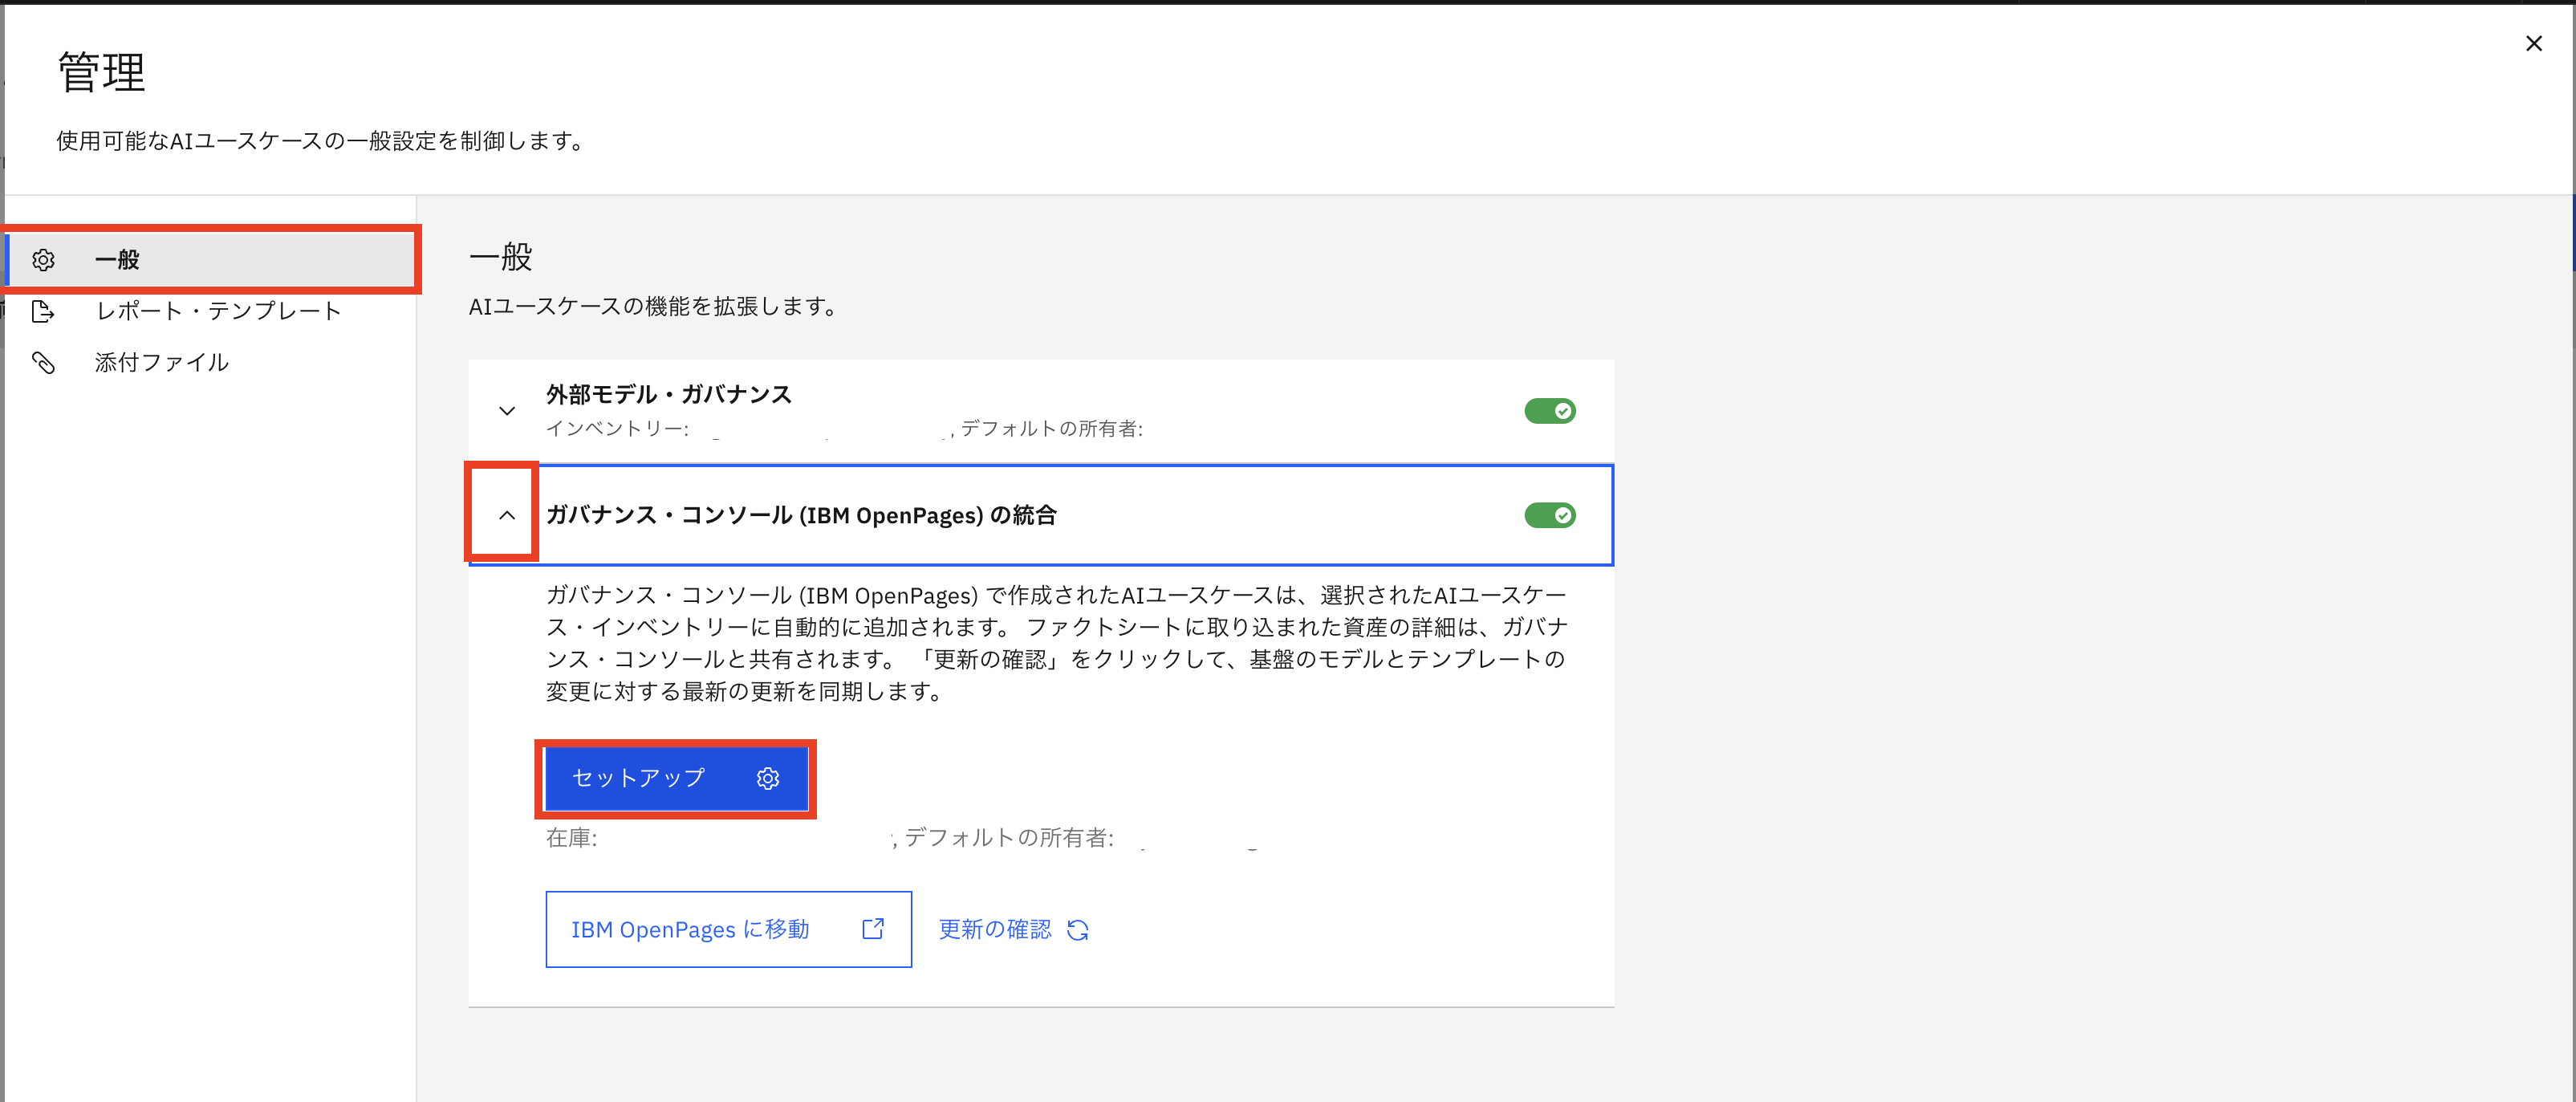 管理
使用可能なAIユースケースの一般設定を制御します。
一般
レポート・テンプレート
添付ファイル
一般
AIユースケースの機能を拡張します。
外部モデル・ガバナンス
インベントリー: , デフォルトの所有者:
ガバナンス・コンソール (IBM OpenPages) の統合
ガバナンス・コンソール (IBM OpenPages) で作成されたAIユースケースは、選択されたAIユースケー
ス・インベントリーに自動的に追加されます。 ファクトシートに取り込まれた資産の詳細は、ガバナ
ンス・コンソールと共有されます。 「更新の確認」をクリックして、基盤のモデルとテンプレートの
変更に対する最新の更新を同期します。
セットアップ
在庫: , デフォルトの所有者:
IBM OpenPages に移動
更新の確認